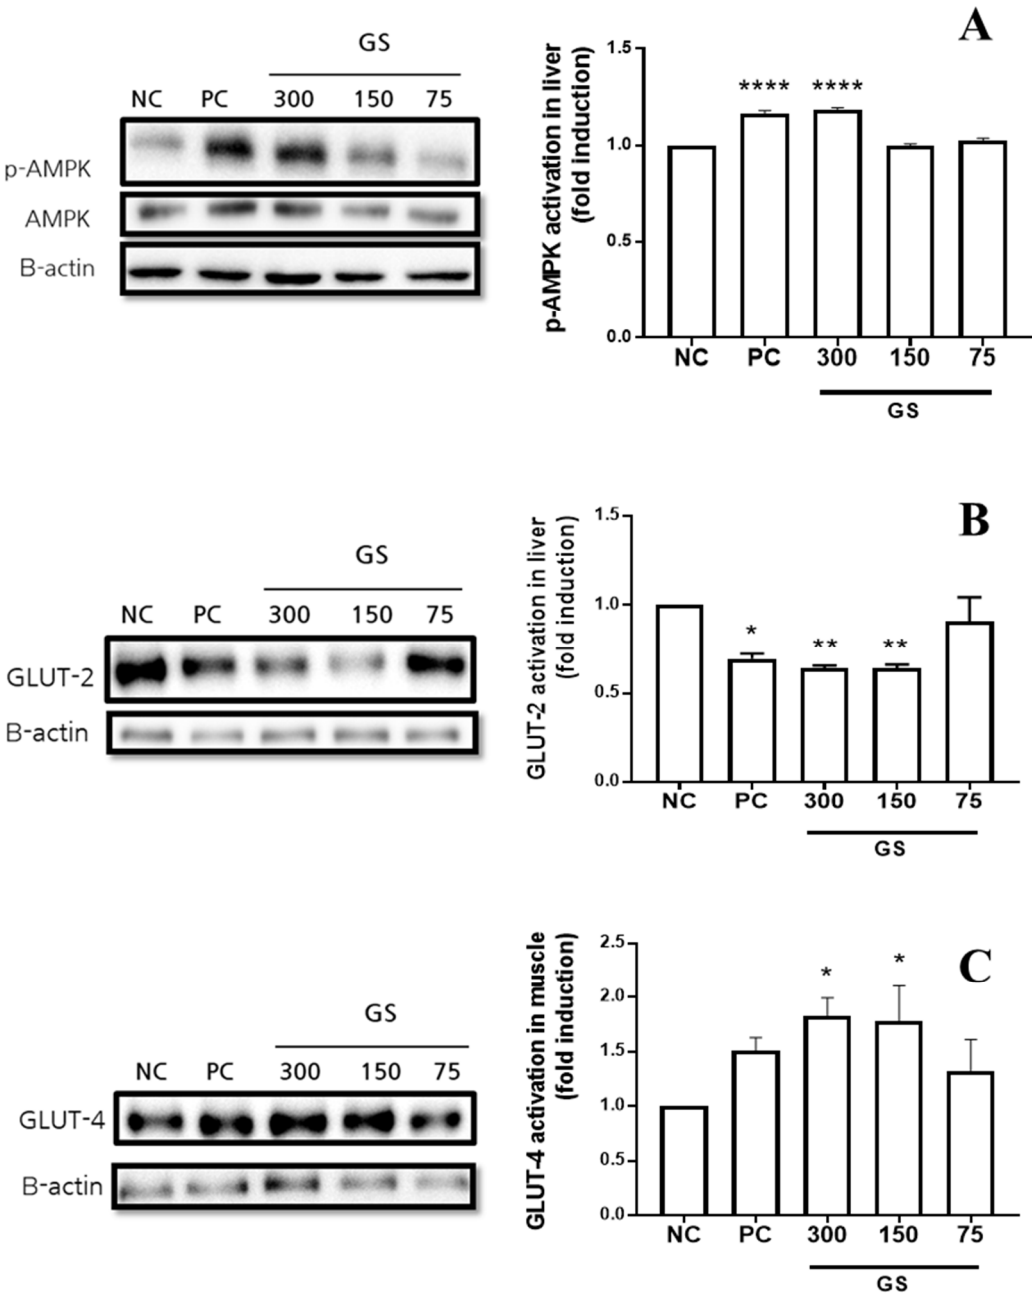 GS
NC PC 300 150 75
p-AMPK
AMPK
B-actin
A
p-AMPK activation in liver
(fold induction)
1.5
1.0
0.5
0.0
**** ****
NC PC 300 150 75
GS
GS
NC PC 300 150 75
GLUT-2
B-actin
B
GLUT-2 activation in liver
(fold induction)
1.5
1.0
0.5
0.0
* ** **
NC PC 300 150 75
GS
GS
NC PC 300 150 75
GLUT-4
B-actin
C
GLUT-4 activation in muscle
(fold induction)
2.5
2.0
1.5
1.0
0.5
0.0
* *
NC PC 300 150 75
GS